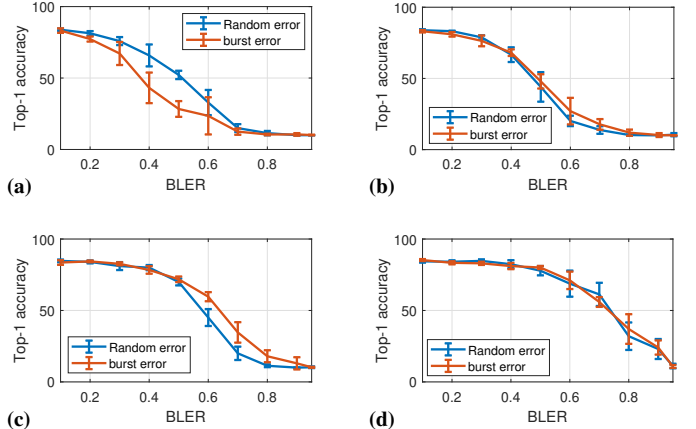 100
Random error
burst error
Top-1 accuracy
50
0
0.2 0.4 0.6 0.8
BLER
(a)
100
Top-1 accuracy
50
Random error
burst error
0
0.2 0.4 0.6 0.8
BLER
(b)
100
Top-1 accuracy
50
Random error
burst error
0
0.2 0.4 0.6 0.8
BLER
(c)
100
Top-1 accuracy
50
Random error
burst error
0
0.2 0.4 0.6 0.8
BLER
(d)